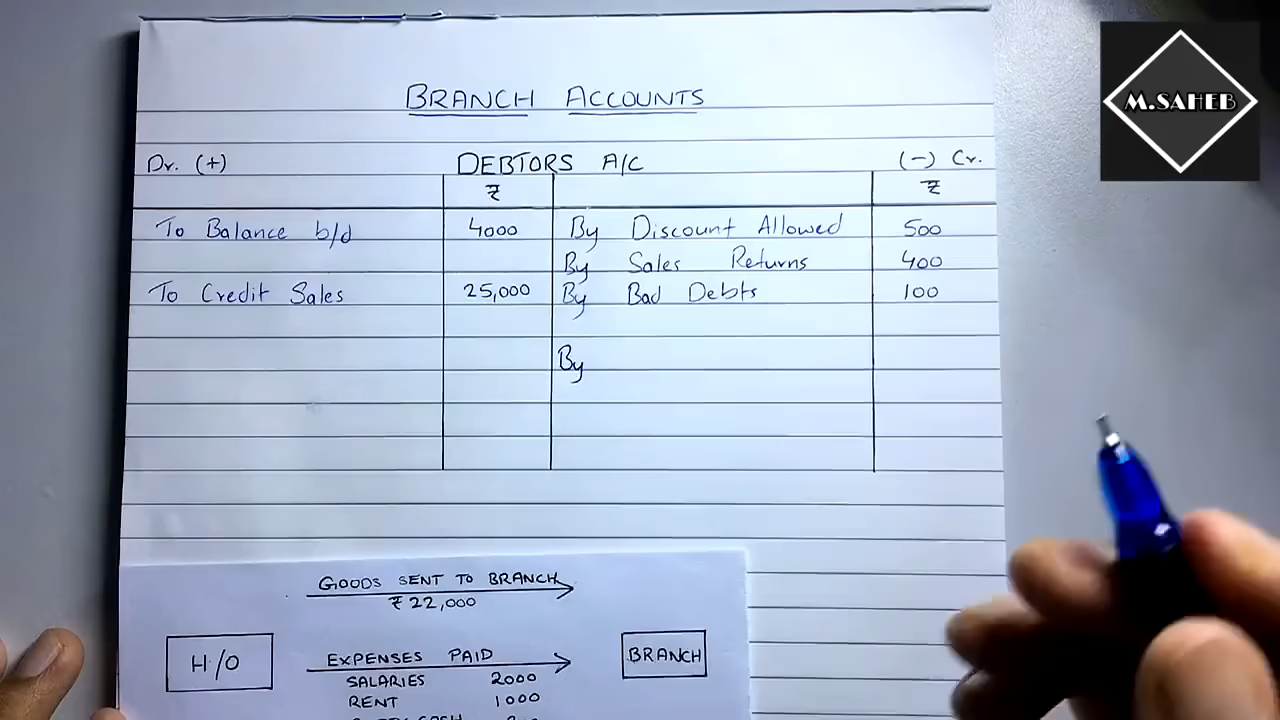 BRANCH ACCOUNTS
M.SAHEB
Dr. (+) DEBTORS A/C (-) Cr.
₹ ₹
To Balance b/d 4000 By Discount Allowed 500
By Sales Returns 400
To Credit Sales 25,000 By Bad Debts 100
By
GOODS SENT TO BRANCH
₹ 22,000
H/O EXPENSES PAID BRANCH
SALARIES 2000
RENT 1000